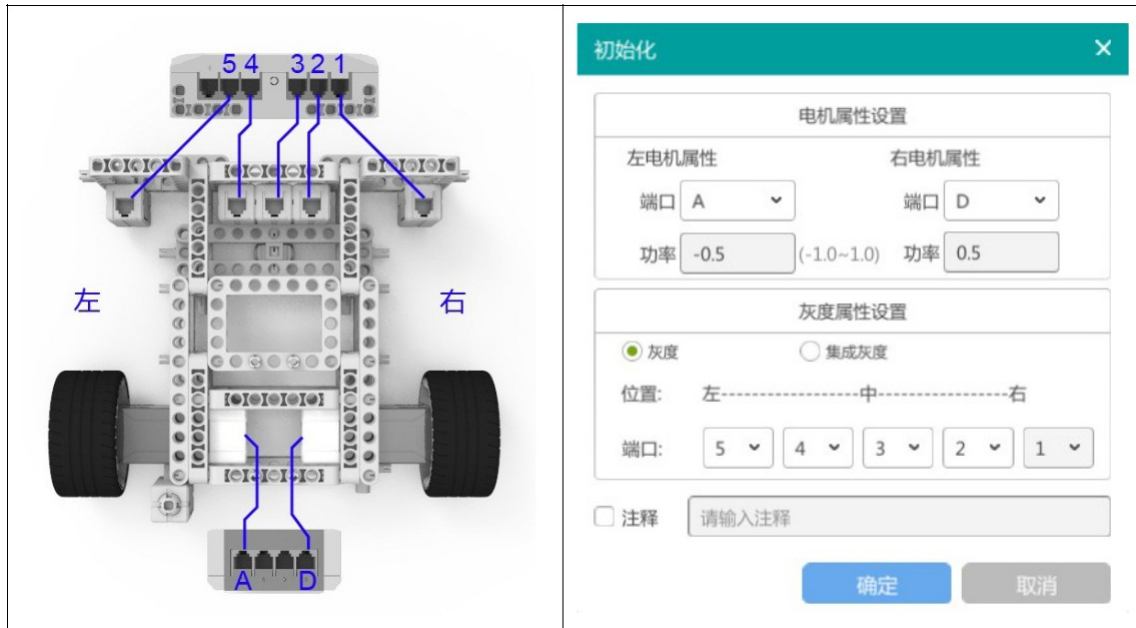 5 4 3 2 1
左
右
A D
初始化
电机属性设置
左电机属性 右电机属性
端口 A 端口 D
功率 -0.5 (-1.0~1.0) 功率 0.5
灰度属性设置
灰度 集成灰度
位置: 左-----------------中-----------------右
端口: 5 4 3 2 1
注释 请输入注释
确定 取消